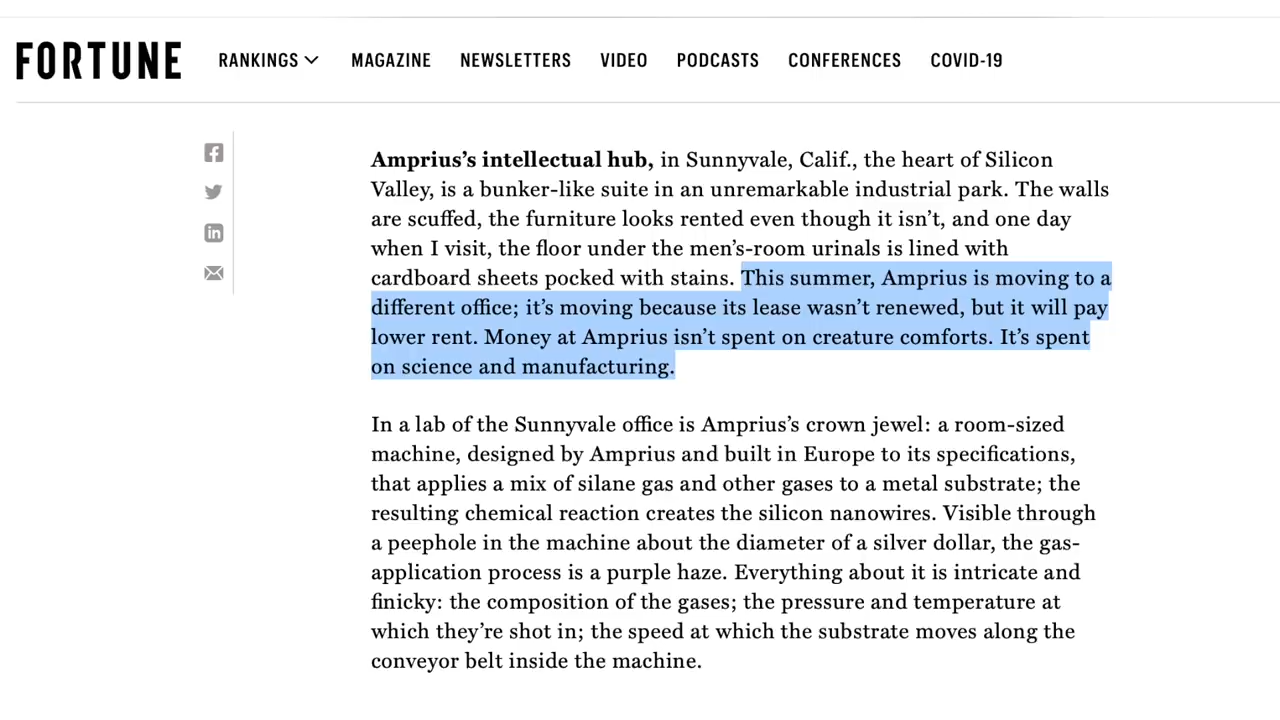 FORTUNE RANKINGS MAGAZINE NEWSLETTERS VIDEO PODCASTS CONFERENCES COVID-19
Amprius’s intellectual hub, in Sunnyvale, Calif., the heart of Silicon
Valley, is a bunker-like suite in an unremarkable industrial park. The walls
are scuffed, the furniture looks rented even though it isn’t, and one day
when I visit, the floor under the men’s-room urinals is lined with
cardboard sheets pocked with stains. This summer, Amprius is moving to a
different office; it’s moving because its lease wasn’t renewed, but it will pay
lower rent. Money at Amprius isn’t spent on creature comforts. It’s spent
on science and manufacturing.
In a lab of the Sunnyvale office is Amprius’s crown jewel: a room-sized
machine, designed by Amprius and built in Europe to its specifications,
that applies a mix of silane gas and other gases to a metal substrate; the
resulting chemical reaction creates the silicon nanowires. Visible through
a peephole in the machine about the diameter of a silver dollar, the gas-
application process is a purple haze. Everything about it is intricate and
finicky: the composition of the gases; the pressure and temperature at
which they’re shot in; the speed at which the substrate moves along the
conveyor belt inside the machine.